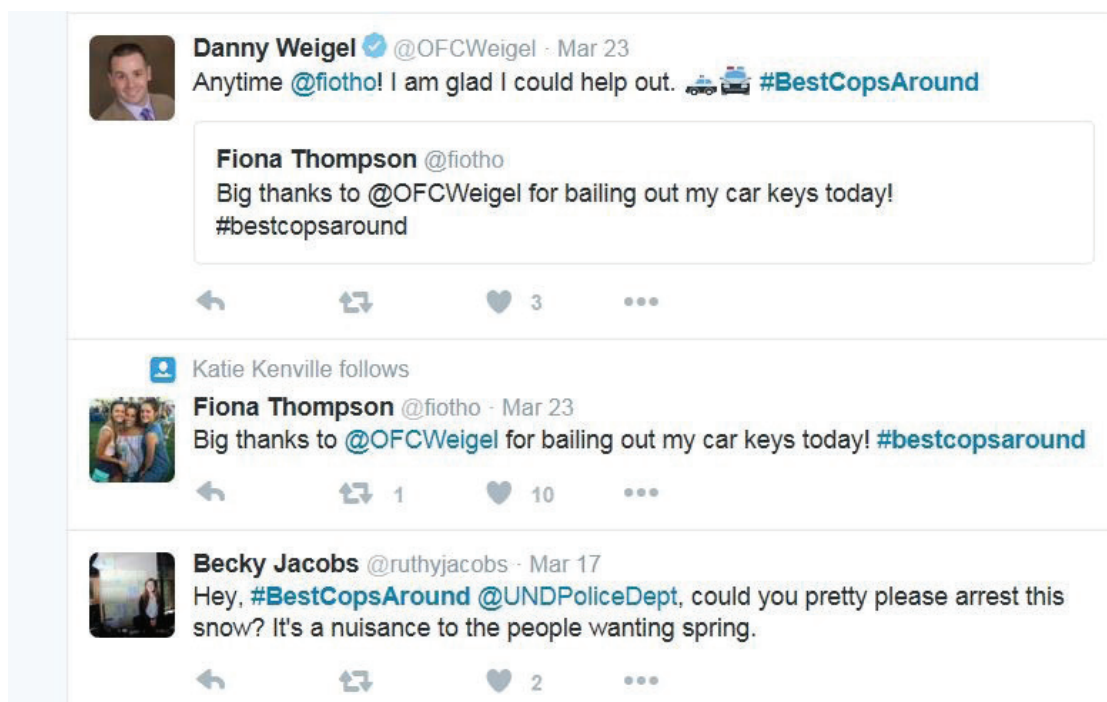 Danny Weigel @OFCWeigel · Mar 23
Anytime @fiotho! I am glad I could help out. 🚓🚔 #BestCopsAround
Fiona Thompson @fiotho
Big thanks to @OFCWeigel for bailing out my car keys today!
#bestcopsaround
3
Katie Kenville follows
Fiona Thompson @fiotho · Mar 23
Big thanks to @OFCWeigel for bailing out my car keys today! #bestcopsaround
1 10
Becky Jacobs @ruthyjacobs · Mar 17
Hey, #BestCopsAround @UNDPoliceDept, could you pretty please arrest this
snow? It's a nuisance to the people wanting spring.
2